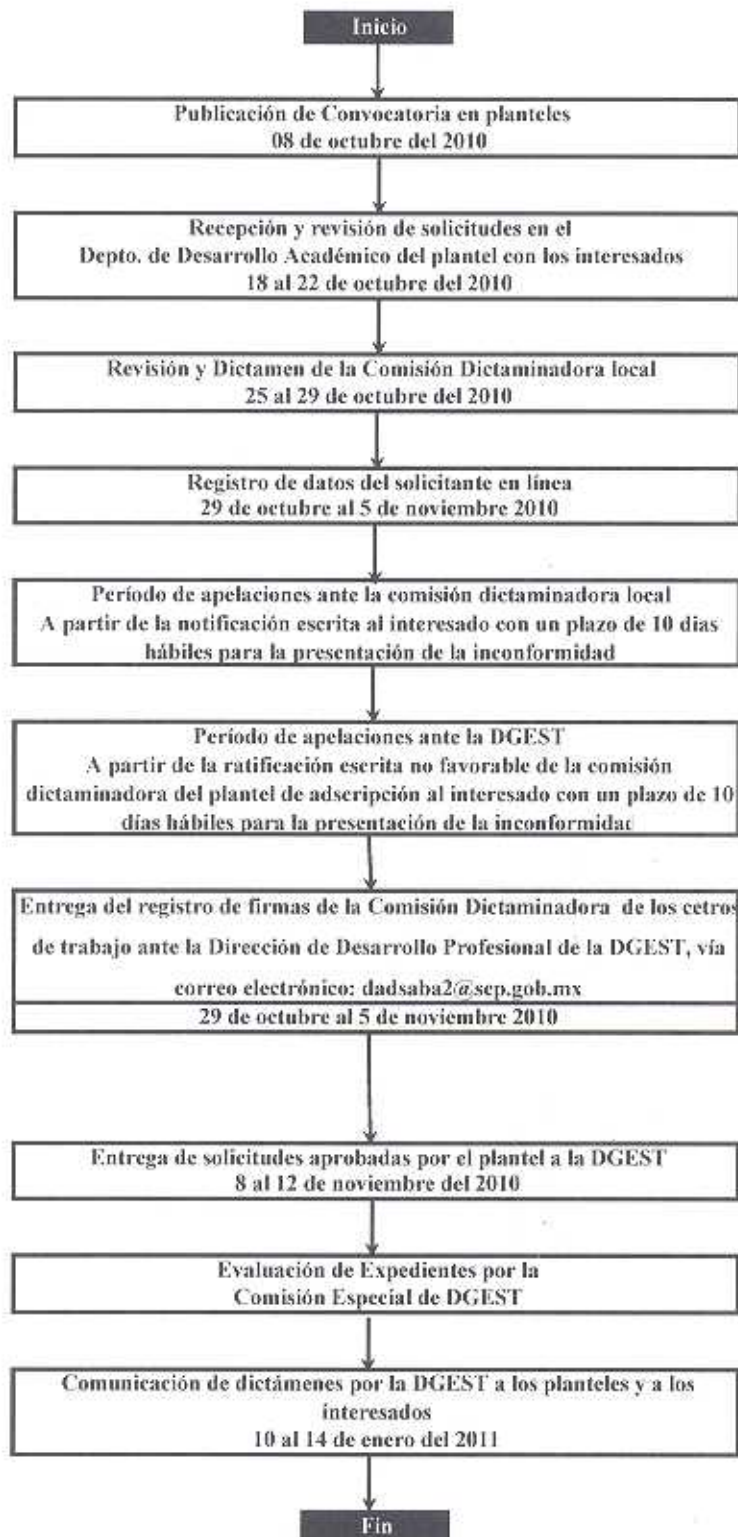 Inicio
Publicación de Convocatoria en planteles
08 de octubre del 2010
Recepción y revisión de solicitudes en el
Depto. de Desarrollo Académico del plantel con los interesados
18 al 22 de octubre del 2010
Revisión y Dictamen de la Comisión Dictaminadora local
25 al 29 de octubre del 2010
Registro de datos del solicitante en línea
29 de octubre al 5 de noviembre 2010
Período de apelaciones ante la comisión dictaminadora local
A partir de la notificación escrita al interesado con un plazo de 10 días
hábiles para la presentación de la inconformidad
Período de apelaciones ante la DGEST
A partir de la ratificación escrita no favorable de la comisión
dictaminadora del plantel de adscripción al interesado con un plazo de 10
días hábiles para la presentación de la inconformidad
Entrega del registro de firmas de la Comisión Dictaminadora de los cetros
de trabajo ante la Dirección de Desarrollo Profesional de la DGEST, vía
correo electrónico: dadsaba2@sep.gob.mx
29 de octubre al 5 de noviembre 2010
Entrega de solicitudes aprobadas por el plantel a la DGEST
8 al 12 de noviembre del 2010
Evaluación de Expedientes por la
Comisión Especial de DGEST
Comunicación de dictámenes por la DGEST a los planteles y a los
interesados
10 al 14 de enero del 2011
Fin